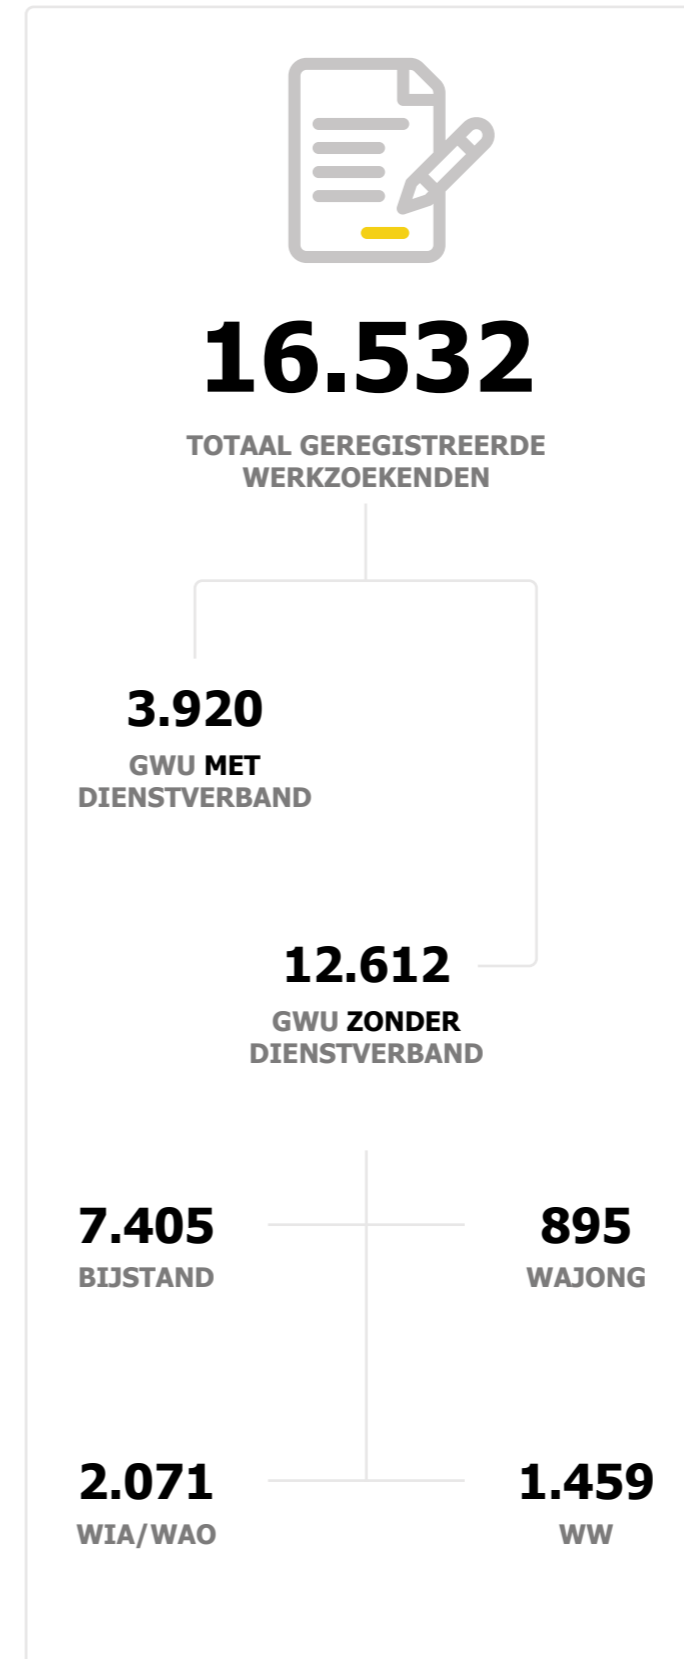 16.532
TOTAAL GEREGISTREERDE
WERKZOEKENDEN
3.920
GWU MET
DIENSTVERBAND
12.612
GWU ZONDER
DIENSTVERBAND
7.405
BIJSTAND
895
WAJONG
2.071
WIA/WAO
1.459
WW